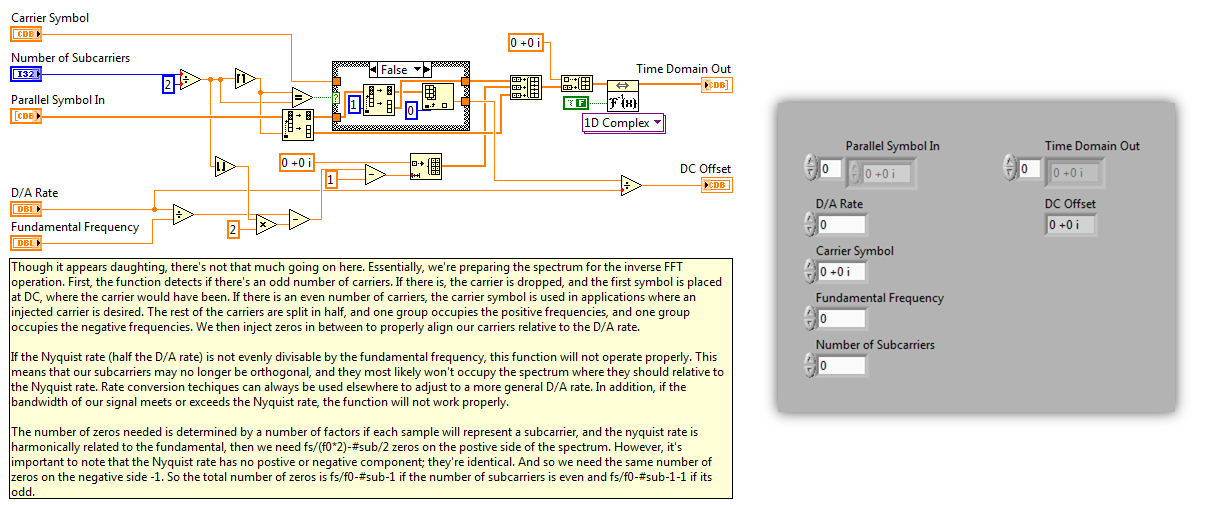 Carrier Symbol
CDB
Number of Subcarriers
I32
2
Parallel Symbol In
[CDB]
False
1
0
0 +0 i
Time Domain Out
[CDB]
T F
F⁻¹{X}
1D Complex
0 +0 i
1
DC Offset
CDB
D/A Rate
DBL
Fundamental Frequency
DBL
2
Though it appears daughting, there's not that much going on here. Essentially, we're preparing the spectrum for the inverse FFT
operation. First, the function detects if there's an odd number of carriers. If there is, the carrier is dropped, and the first symbol is placed
at DC, where the carrier would have been. If there is an even number of carriers, the carrier symbol is used in applications where an
injected carrier is desired. The rest of the carriers are split in half, and one group occupies the positive frequencies, and one group
occupies the negative frequencies. We then inject zeros in between to properly align our carriers relative to the D/A rate.
If the Nyquist rate (half the D/A rate) is not evenly divisable by the fundamental frequency, this function will not operate properly. This
means that our subcarriers may no longer be orthogonal, and they most likely won't occupy the spectrum where they should relative to
the Nyquist rate. Rate conversion techiques can always be used elsewhere to adjust to a more general D/A rate. In addition, if the
bandwidth of our signal meets or exceeds the Nyquist rate, the function will not work properly.
The number of zeros needed is determined by a number of factors if each sample will represent a subcarrier, and the nyquist rate is
harmonically related to the fundamental, then we need fs/(f0*2)-#sub/2 zeros on the postive side of the spectrum. However, it's
important to note that the Nyquist rate has no postive or negative component; they're identical. And so we need the same number of
zeros on the negative side -1. So the total number of zeros is fs/f0-#sub-1 if the number of subcarriers is even and fs/f0-#sub-1-1 if its
odd.
Parallel Symbol In
0
0 +0 i
D/A Rate
0
Carrier Symbol
0 +0 i
Fundamental Frequency
0
Number of Subcarriers
0
Time Domain Out
0
0 +0 i
DC Offset
0 +0 i